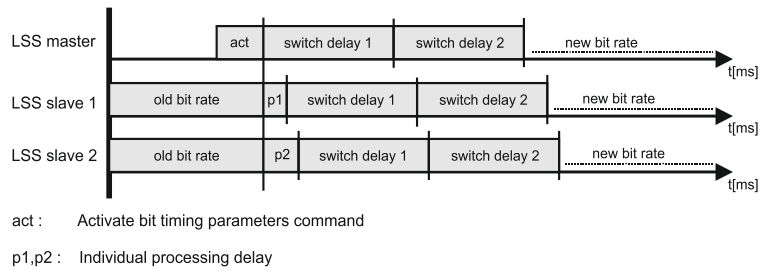 LSS master act switch delay 1 switch delay 2 new bit rate
t[ms]
LSS slave 1 old bit rate p1 switch delay 1 switch delay 2 new bit rate
t[ms]
LSS slave 2 old bit rate p2 switch delay 1 switch delay 2 new bit rate
t[ms]
act : Activate bit timing parameters command
p1,p2 : Individual processing delay